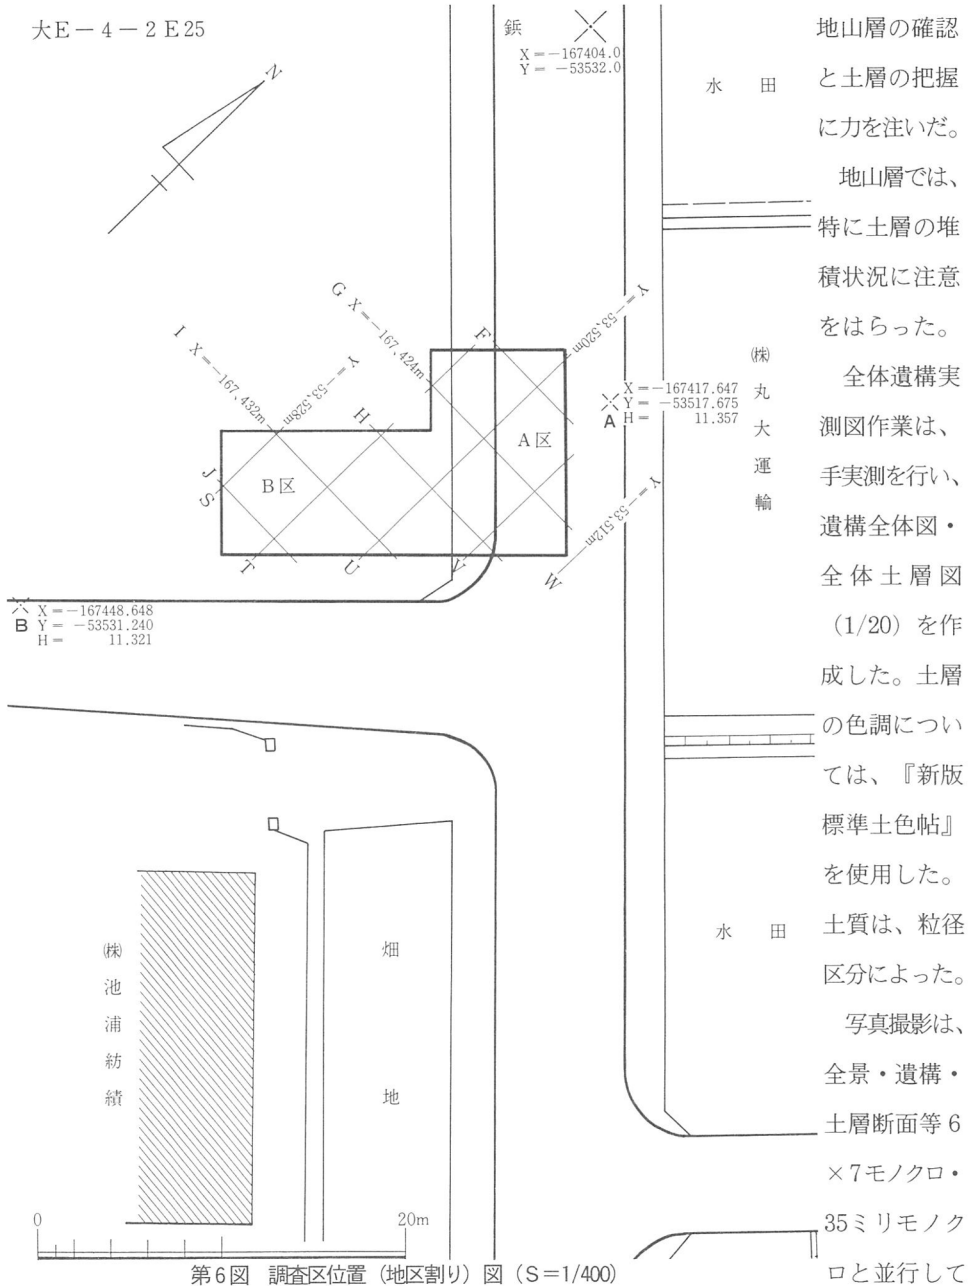 大E－4－2 E25
鋲
X＝－167404.0
Y＝ －53532.0
水田
N
G X＝－167,424m
F
Y＝－53,520m
I X＝－167,432m
Y＝－53,528m
H
A区
B区
J
S
T
U
V
W
Y＝－53,512m
A
X＝－167417.647
Y＝ －53517.675
H＝ 11.357
㈱丸大運輸
B
X＝－167448.648
Y＝ －53531.240
H＝ 11.321
㈱池浦紡績
畑地
水田
0
20m
第6図 調査区位置（地区割り）図（S＝1/400）
地山層の確認
と土層の把握
に力を注いだ。
地山層では、
特に土層の堆
積状況に注意
をはらった。
全体遺構実
測図作業は、
手実測を行い、
遺構全体図・
全体土層図
（1/20）を作
成した。土層
の色調につい
ては、『新版
標準土色帖』
を使用した。
土質は、粒径
区分によった。
写真撮影は、
全景・遺構・
土層断面等6
×7モノクロ・
35ミリモノク
ロと並行して